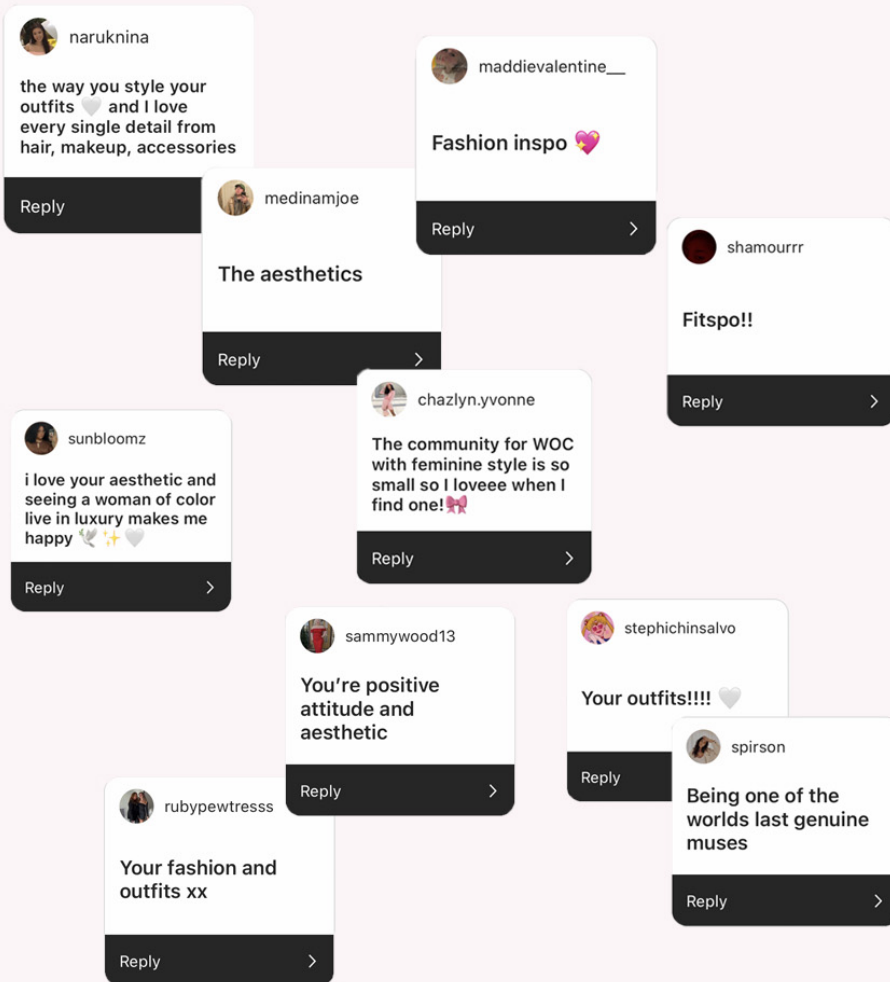 naruknina
the way you style your
outfits 🤍 and I love
every single detail from
hair, makeup, accessories
Reply
maddievalentine__
Fashion inspo 💖
Reply
medinamjoe
The aesthetics
Reply
shamourrr
Fitspo!!
Reply
chazlyn.yvonne
The community for WOC
with feminine style is so
small so I loveee when I
find one!🎀
Reply
sunbloomz
i love your aesthetic and
seeing a woman of color
live in luxury makes me
happy 🕊️✨🤍
Reply
sammywood13
You’re positive
attitude and
aesthetic
Reply
stephichinsalvo
Your outfits!!!! 🤍
Reply
spirson
Being one of the
worlds last genuine
muses
Reply
rubypewtresss
Your fashion and
outfits xx
Reply